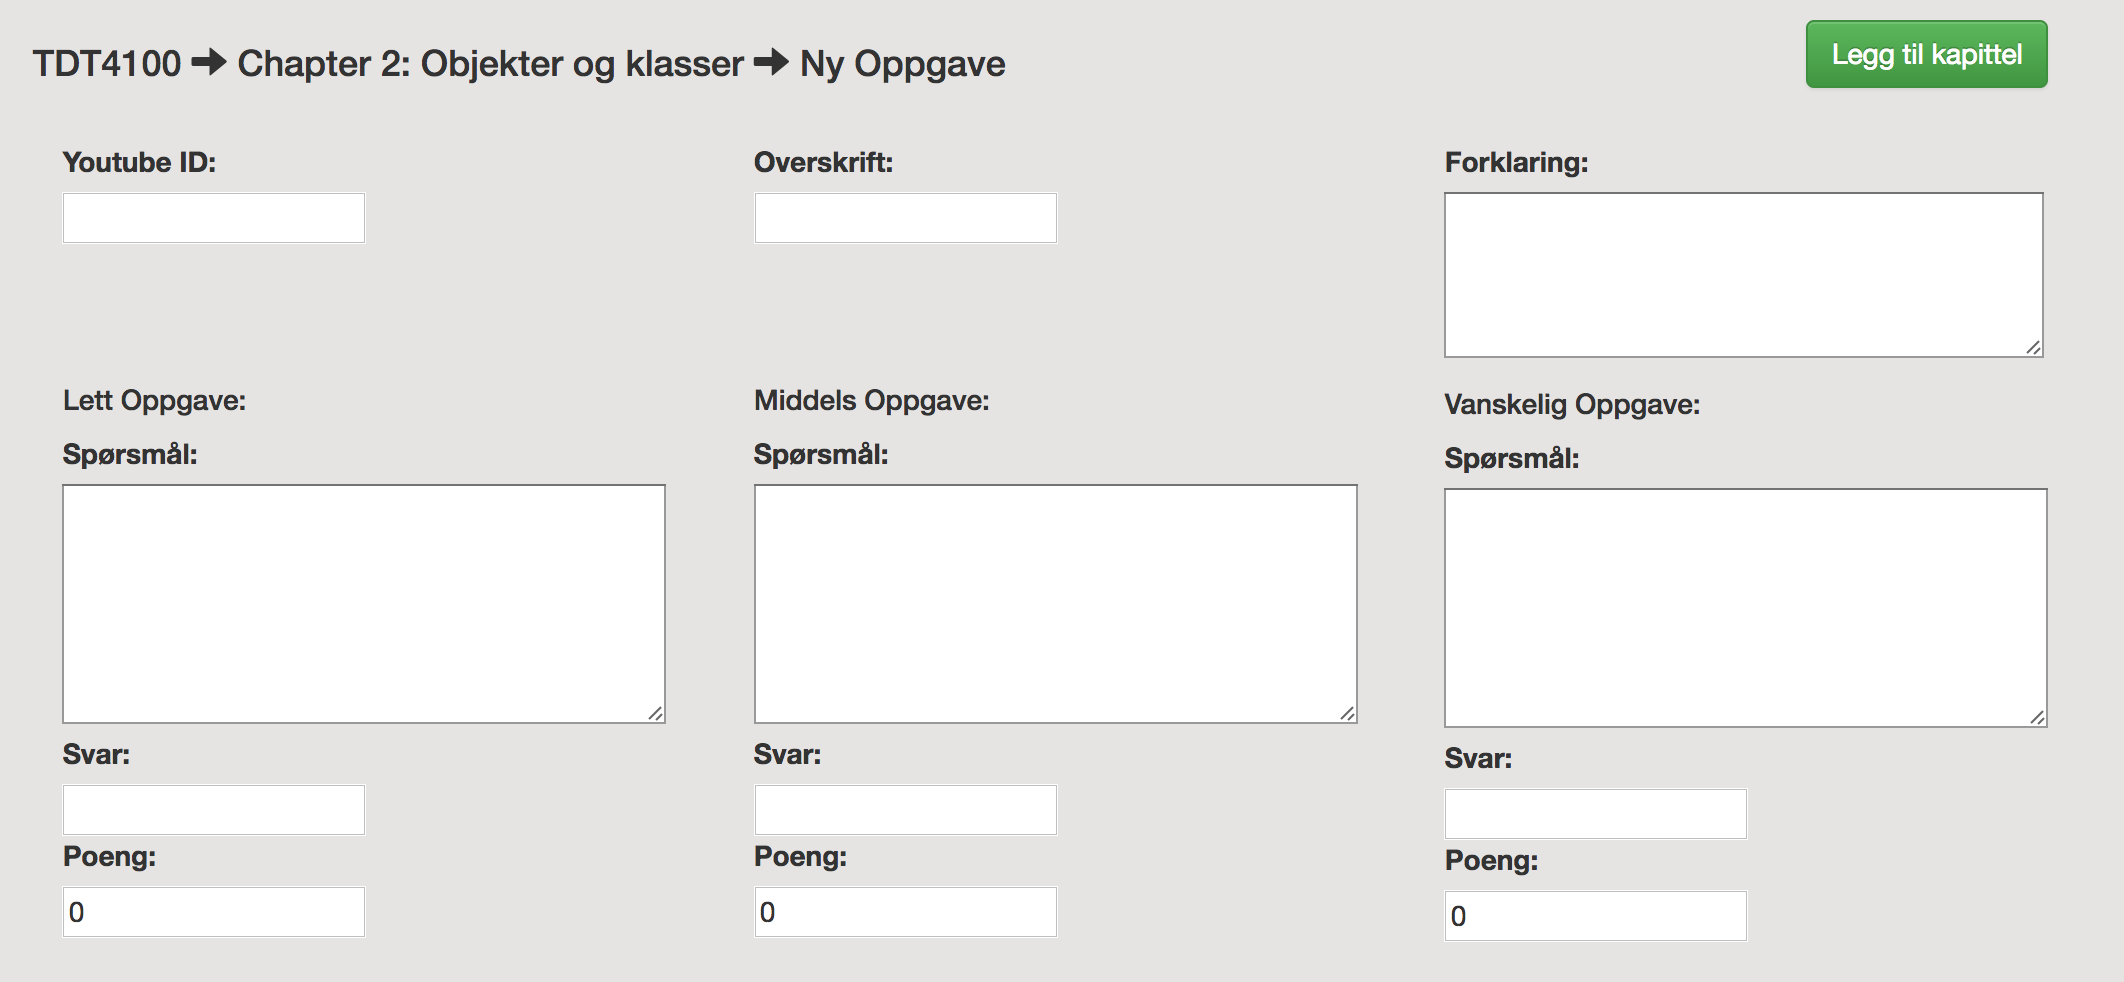 TDT4100 → Chapter 2: Objekter og klasser → Ny Oppgave
Legg til kapittel
Youtube ID:
Overskrift:
Forklaring:
Lett Oppgave:
Spørsmål:
Svar:
Poeng:
0
Middels Oppgave:
Spørsmål:
Svar:
Poeng:
0
Vanskelig Oppgave:
Spørsmål:
Svar:
Poeng:
0